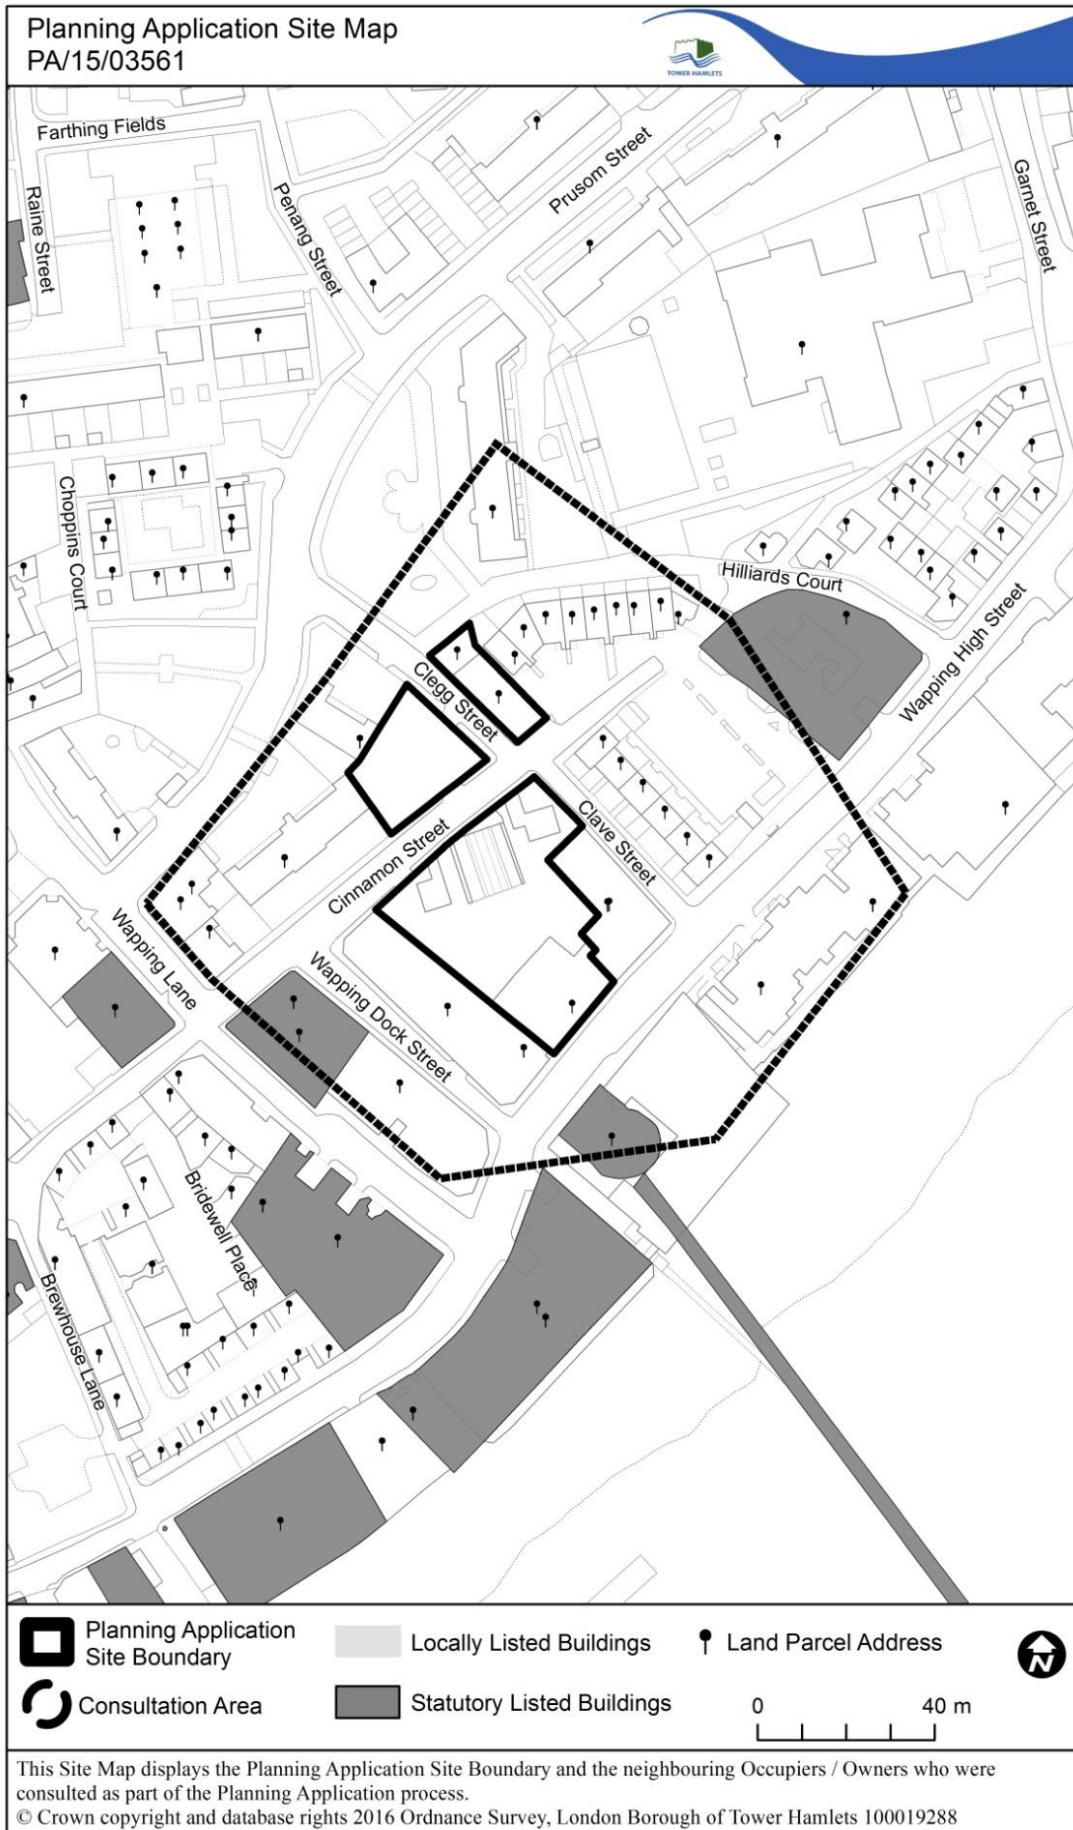 Planning Application Site Map
PA/15/03561
TOWER HAMLETS
Farthing Fields
Raine Street
Penang Street
Prusom Street
Garnet Street
Choppins Court
Hilliards Court
Wapping High Street
Clegg Street
Clave Street
Cinnamon Street
Wapping Lane
Wapping Dock Street
Bridewell Place
Brewhouse Lane
Planning Application
Site Boundary
Locally Listed Buildings
Land Parcel Address
N
Consultation Area
Statutory Listed Buildings
0 40 m
This Site Map displays the Planning Application Site Boundary and the neighbouring Occupiers / Owners who were
consulted as part of the Planning Application process.
© Crown copyright and database rights 2016 Ordnance Survey, London Borough of Tower Hamlets 100019288